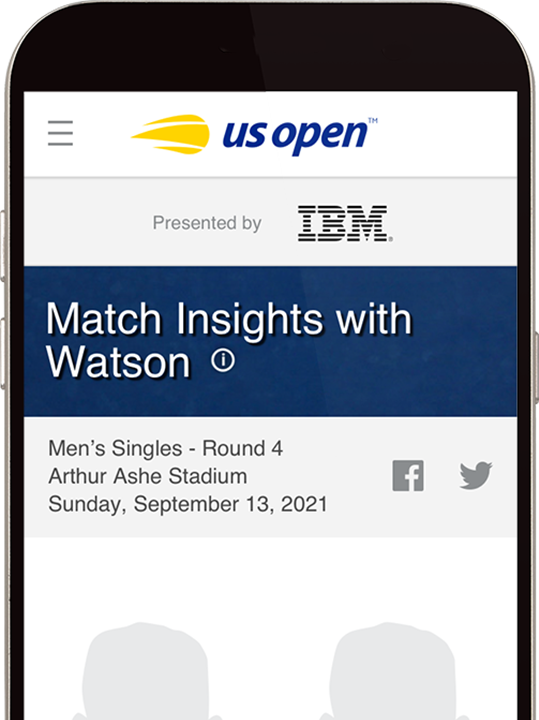 us open™
Presented by IBM®
Match Insights with
Watson
Men's Singles - Round 4
Arthur Ashe Stadium
Sunday, September 13, 2021